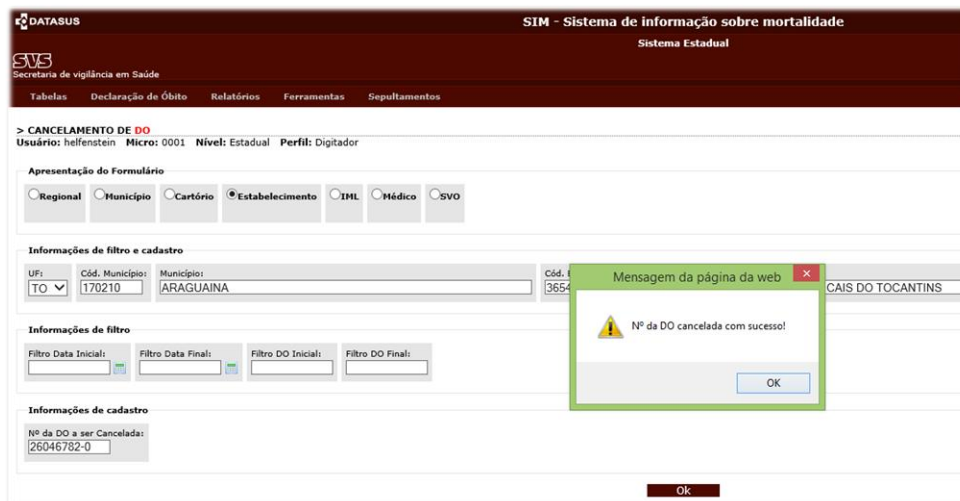 DATASUS
SIM - Sistema de informação sobre mortalidade
Sistema Estadual
SVS
Secretaria de vigilância em Saúde
Tabelas Declaração de Óbito Relatórios Ferramentas Sepultamentos
> CANCELAMENTO DE DO
Usuário: helfenstein Micro: 0001 Nível: Estadual Perfil: Digitador
Apresentação do Formulário
Regional Município Cartório Estabelecimento IML Médico SVO
Informações de filtro e cadastro
UF: Cód. Município: Município: Cód.
TO 170210 ARAGUAINA 3654 CAIS DO TOCANTINS
Mensagem da página da web
Nº da DO cancelada com sucesso!
OK
Informações de filtro
Filtro Data Inicial: Filtro Data Final: Filtro DO Inicial: Filtro DO Final:
Informações de cadastro
Nº da DO a ser Cancelada:
26046782-0
Ok